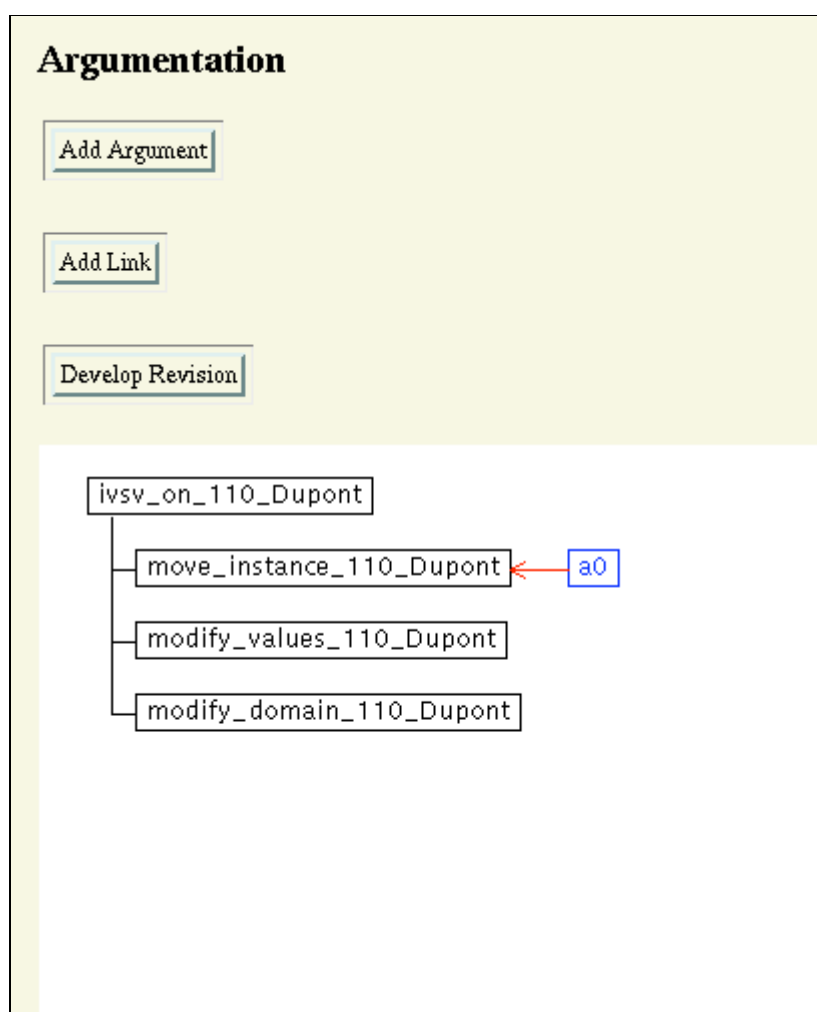 Argumentation
Add Argument
Add Link
Develop Revision
ivsv_on_110_Dupont
move_instance_110_Dupont a0
modify_values_110_Dupont
modify_domain_110_Dupont